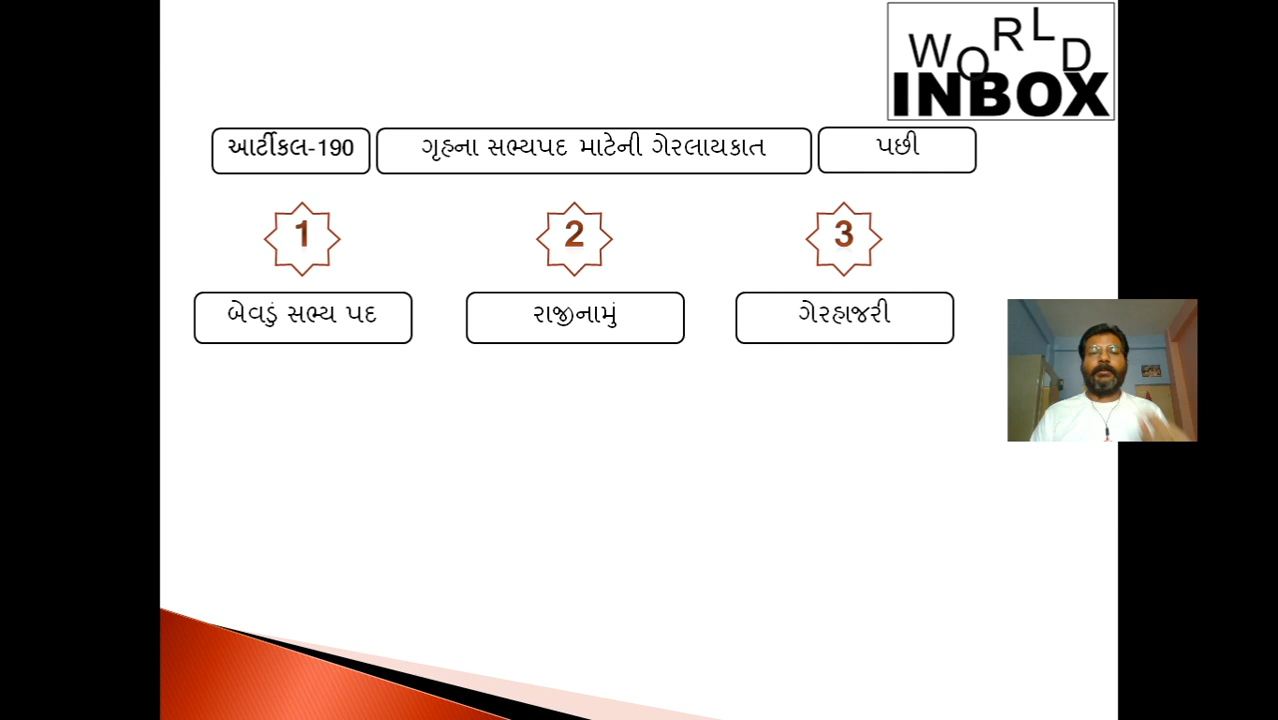 WORLD
INBOX
આર્ટીકલ-190 ગૃહના સભ્યપદ માટેની ગેરલાયકાત પછી
1 2 3
બેવડું સભ્ય પદ રાજીનામું ગેરહાજરી